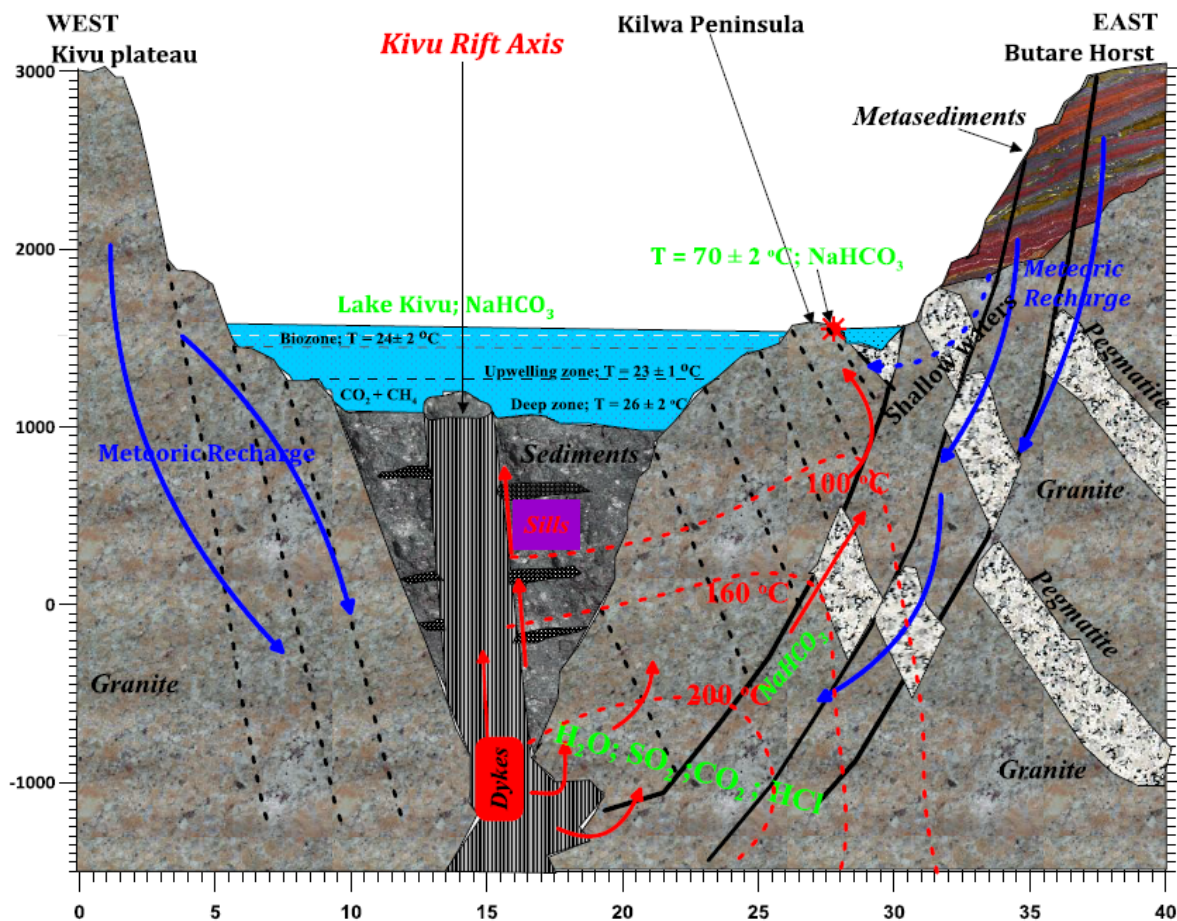 WEST
Kivu plateau
Kivu Rift Axis
Kilwa Peninsula
EAST
Butare Horst
Metasediments
3000
2000
1000
0
-1000
T = 70 ± 2 °C; NaHCO₃
Lake Kivu; NaHCO₃
Biozone; T = 24± 2 °C
Upwelling zone; T = 23 ± 1 °C
CO₂ + CH₄
Deep zone; T = 26 ± 2 °C
Meteoric
Recharge
Shallow waters
Pegmatite
Meteoric Recharge
Sediments
Sills
100 °C
Granite
160 °C
Granite
NaHCO₃
Pegmatite
200 °C
H₂O; SO₂ ;CO₂ ; HCl
Dykes
Granite
0
5
10
15
20
25
30
35
40